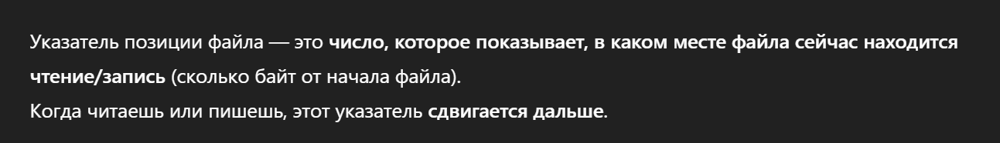 Указатель позиции файла — это число, которое показывает, в каком месте файла сейчас находится
чтение/запись (сколько байт от начала файла).
Когда читаешь или пишешь, этот указатель сдвигается дальше.